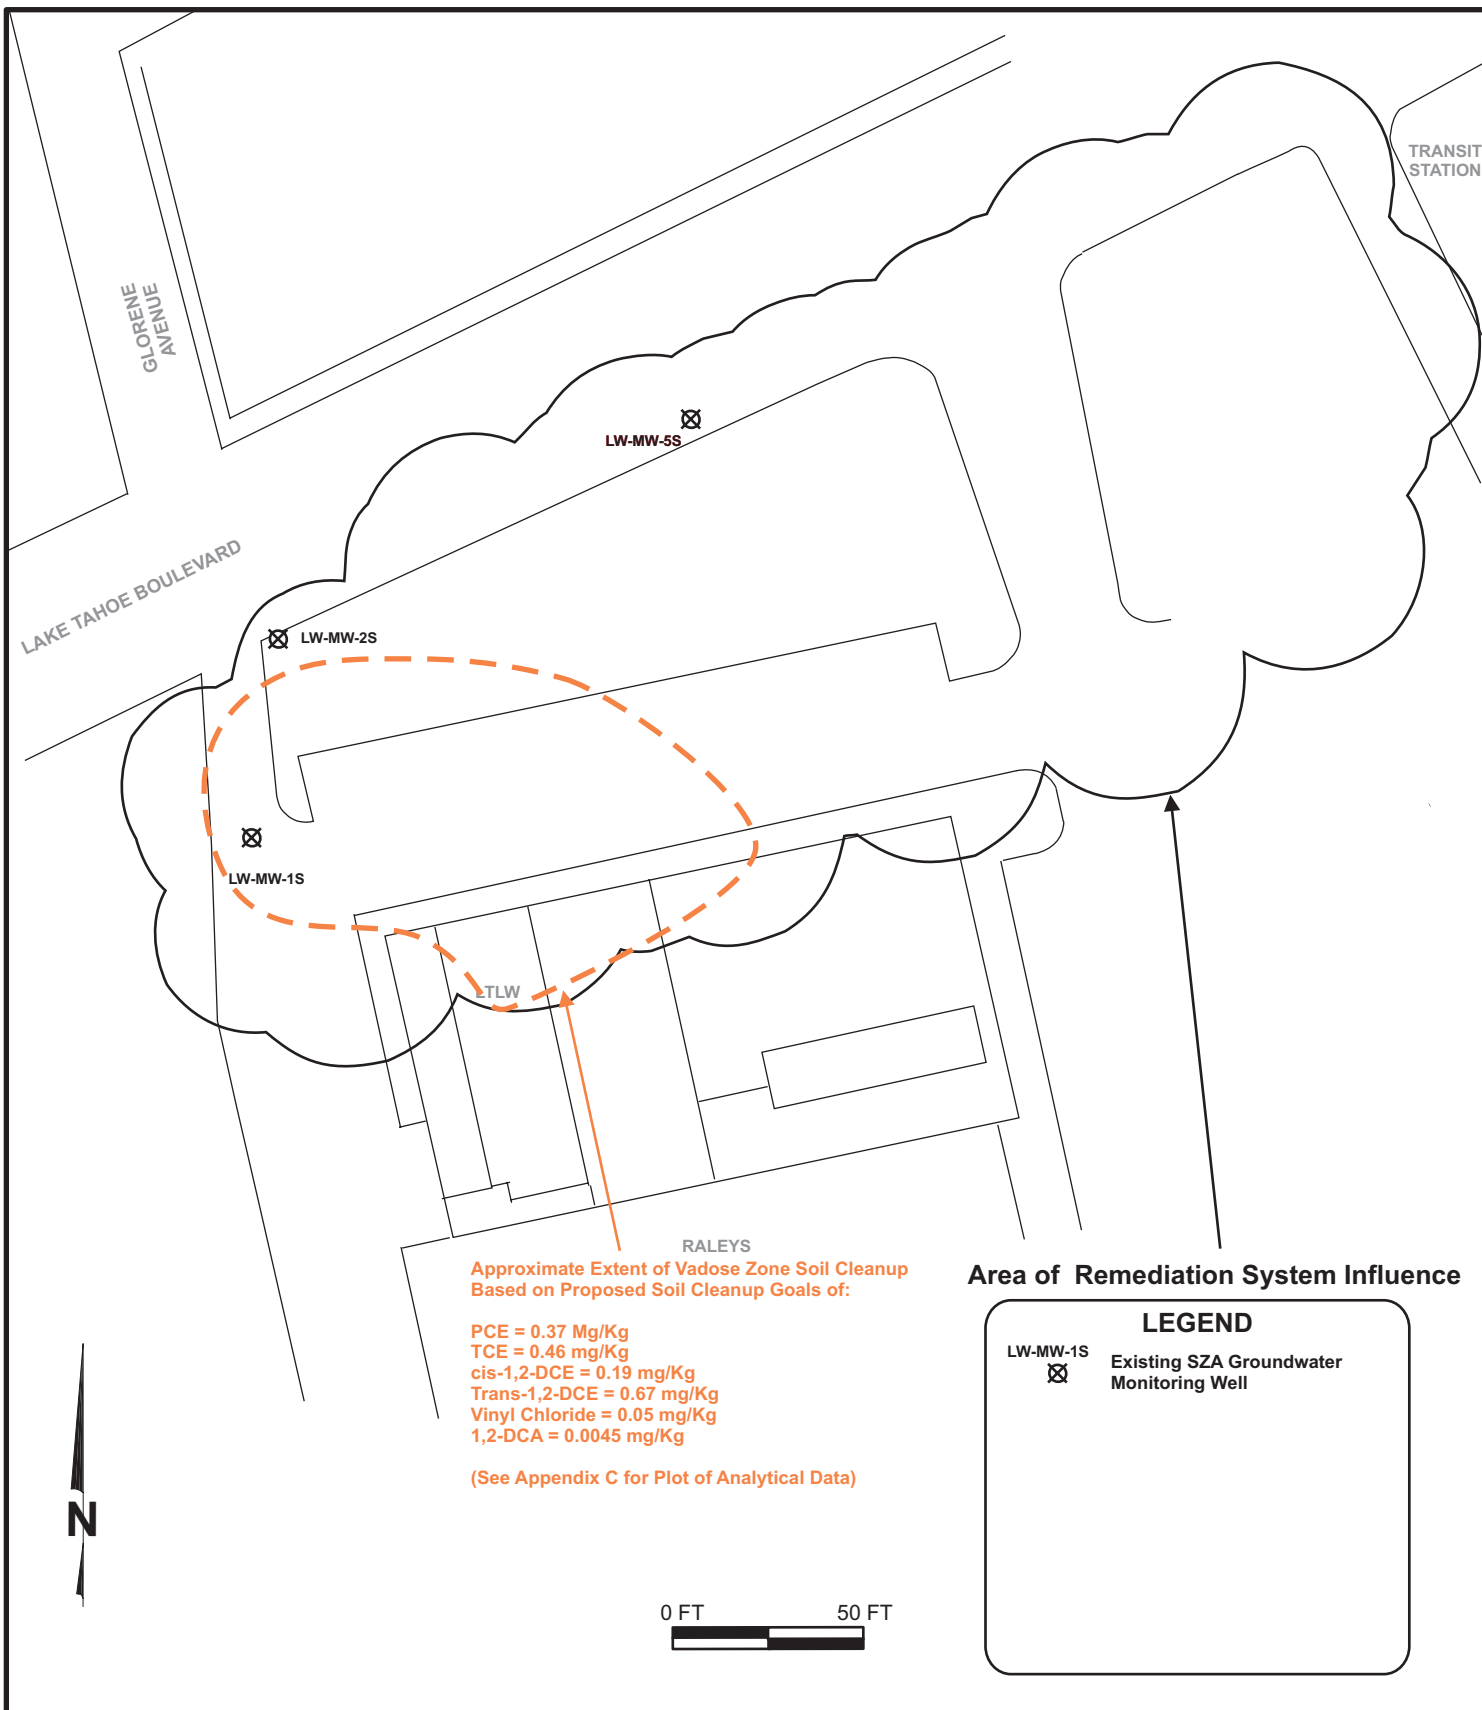 TRANSIT
STATION
GLORENE
AVENUE
LW-MW-5S
LAKE TAHOE BOULEVARD
LW-MW-2S
LW-MW-1S
LTLW
RALEYS
Approximate Extent of Vadose Zone Soil Cleanup
Based on Proposed Soil Cleanup Goals of:
PCE = 0.37 Mg/Kg
TCE = 0.46 mg/Kg
cis-1,2-DCE = 0.19 mg/Kg
Trans-1,2-DCE = 0.67 mg/Kg
Vinyl Chloride = 0.05 mg/Kg
1,2-DCA = 0.0045 mg/Kg
(See Appendix C for Plot of Analytical Data)
Area of Remediation System Influence
LEGEND
LW-MW-1S
Existing SZA Groundwater
Monitoring Well
N
0 FT
50 FT